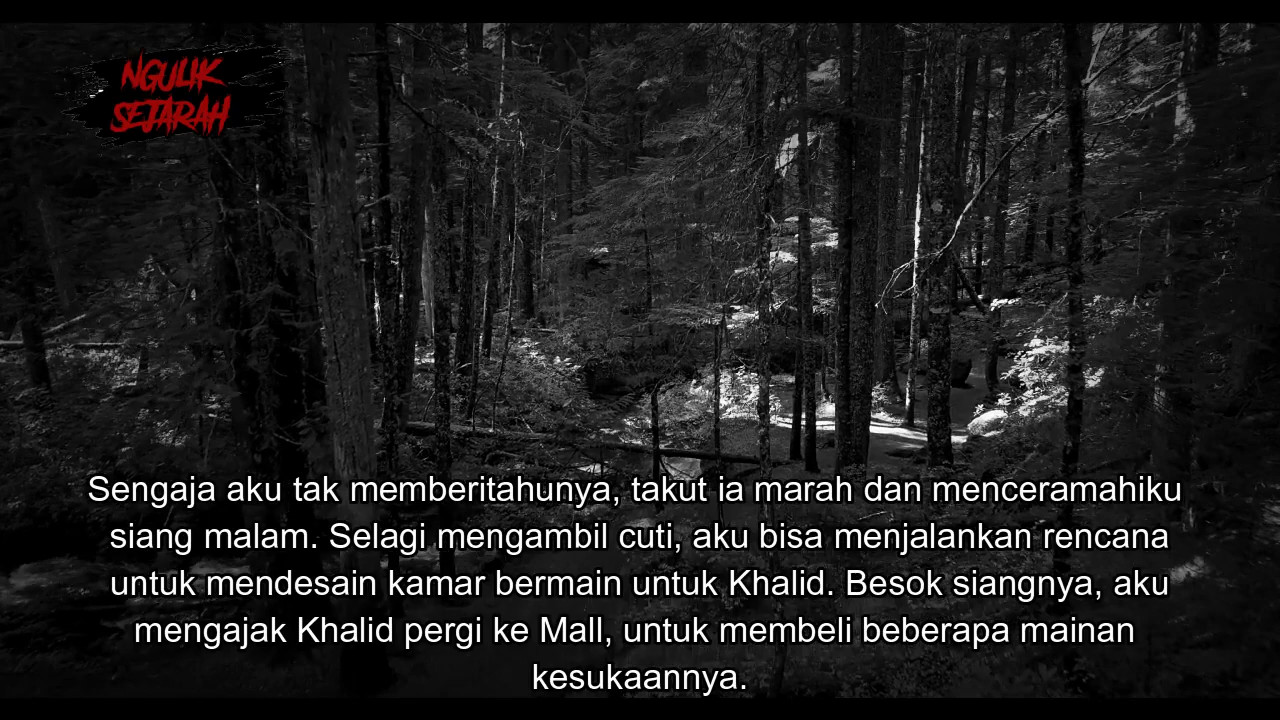 NGULIK
SEJARAH
Sengaja aku tak memberitahunya, takut ia marah dan menceramahiku
siang malam. Selagi mengambil cuti, aku bisa menjalankan rencana
untuk mendesain kamar bermain untuk Khalid. Besok siangnya, aku
mengajak Khalid pergi ke Mall, untuk membeli beberapa mainan
kesukaannya.